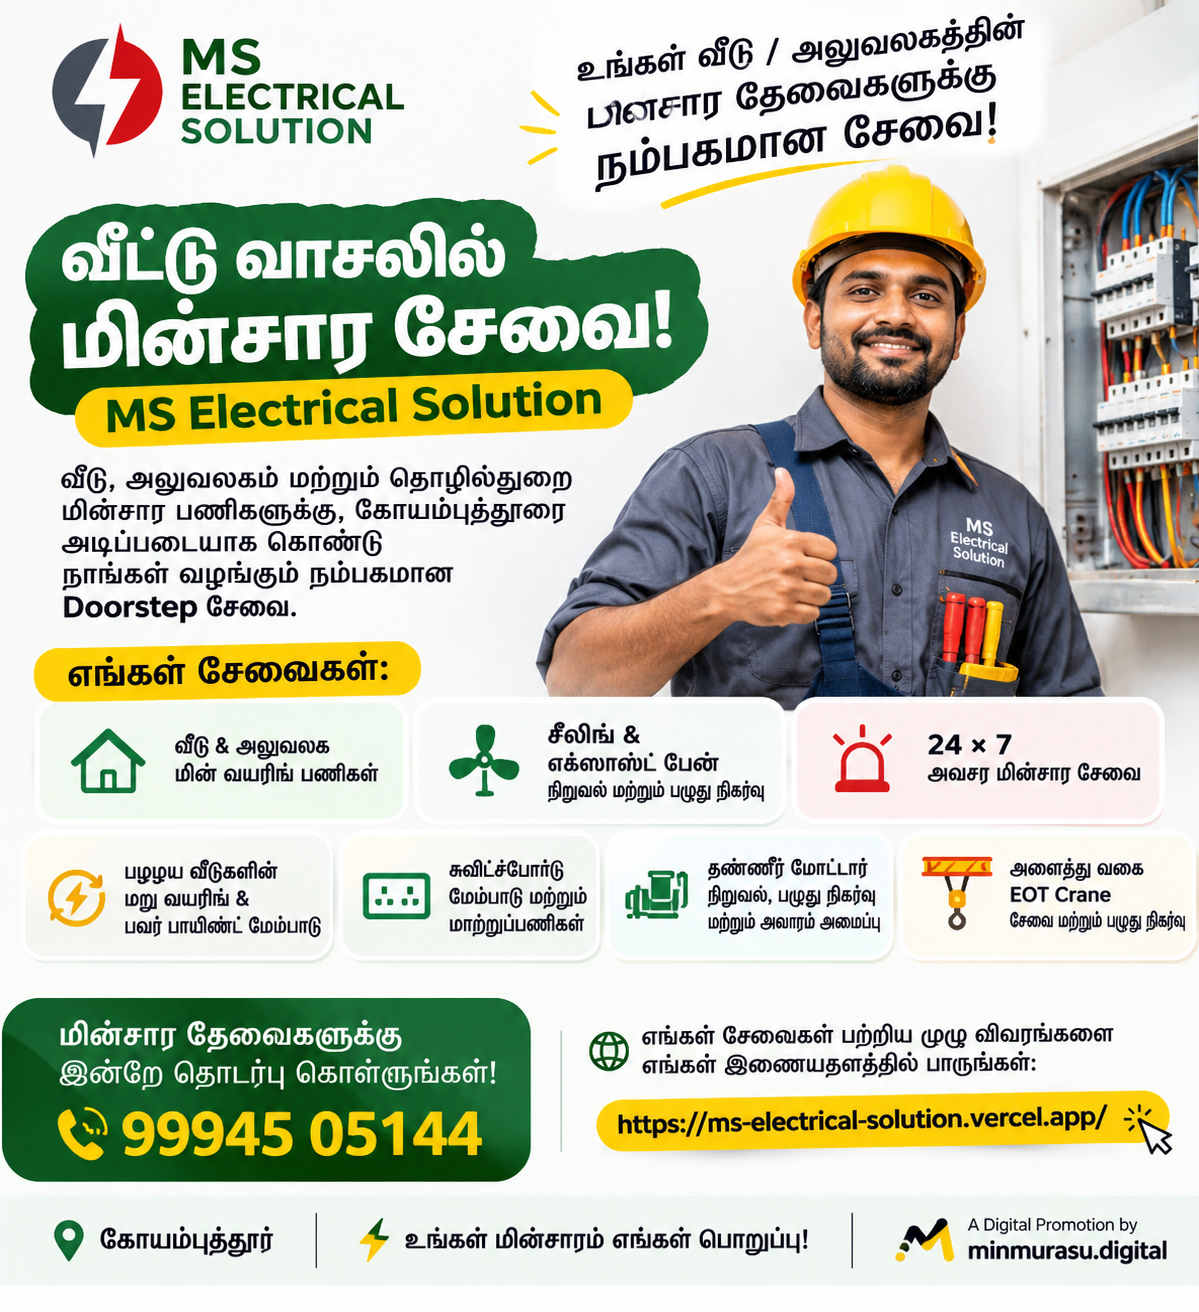 MS
ELECTRICAL
SOLUTION
உங்கள் வீடு / அலுவலகத்தின்
மின்சார தேவைகளுக்கு
நம்பகமான சேவை!
வீட்டு வாசலில்
மின்சார சேவை!
MS Electrical Solution
வீடு, அலுவலகம் மற்றும் தொழில்துறை
மின்சார பணிகளுக்கு, கோயம்புத்தூரை
அடிப்படையாக கொண்டு
நாங்கள் வழங்கும் நம்பகமான
Doorstep சேவை.
MS
Electrical
Solution
எங்கள் சேவைகள்:
வீடு & அலுவலக
மின் வயரிங் பணிகள்
சீலிங் &
எக்ஸாஸ்ட் பேன்
நிறுவல் மற்றும் பழுது நிகர்வு
24 × 7
அவசர மின்சார சேவை
பழழய வீடுகளின்
மறு வயரிங் &
பவர் பாயிண்ட் மேம்பாடு
சுவிட்ச்போர்டு
மேம்பாடு மற்றும்
மாற்றுப்பணிகள்
தண்ணீர் மோட்டார்
நிறுவல், பழுது நிகர்வு
மற்றும் அவாரம் அமைப்பு
அளைத்து வகை
EOT Crane
சேவை மற்றும் பழுது நிகர்வு
மின்சார தேவைகளுக்கு
இன்றே தொடர்பு கொள்ளுங்கள்!
99945 05144
எங்கள் சேவைகள் பற்றிய முழு விவரங்களை
எங்கள் இணையதளத்தில் பாருங்கள்:
https://ms-electrical-solution.vercel.app/
கோயம்புத்தூர்
உங்கள் மின்சாரம் எங்கள் பொறுப்பு!
A Digital Promotion by
minmurasu.digital